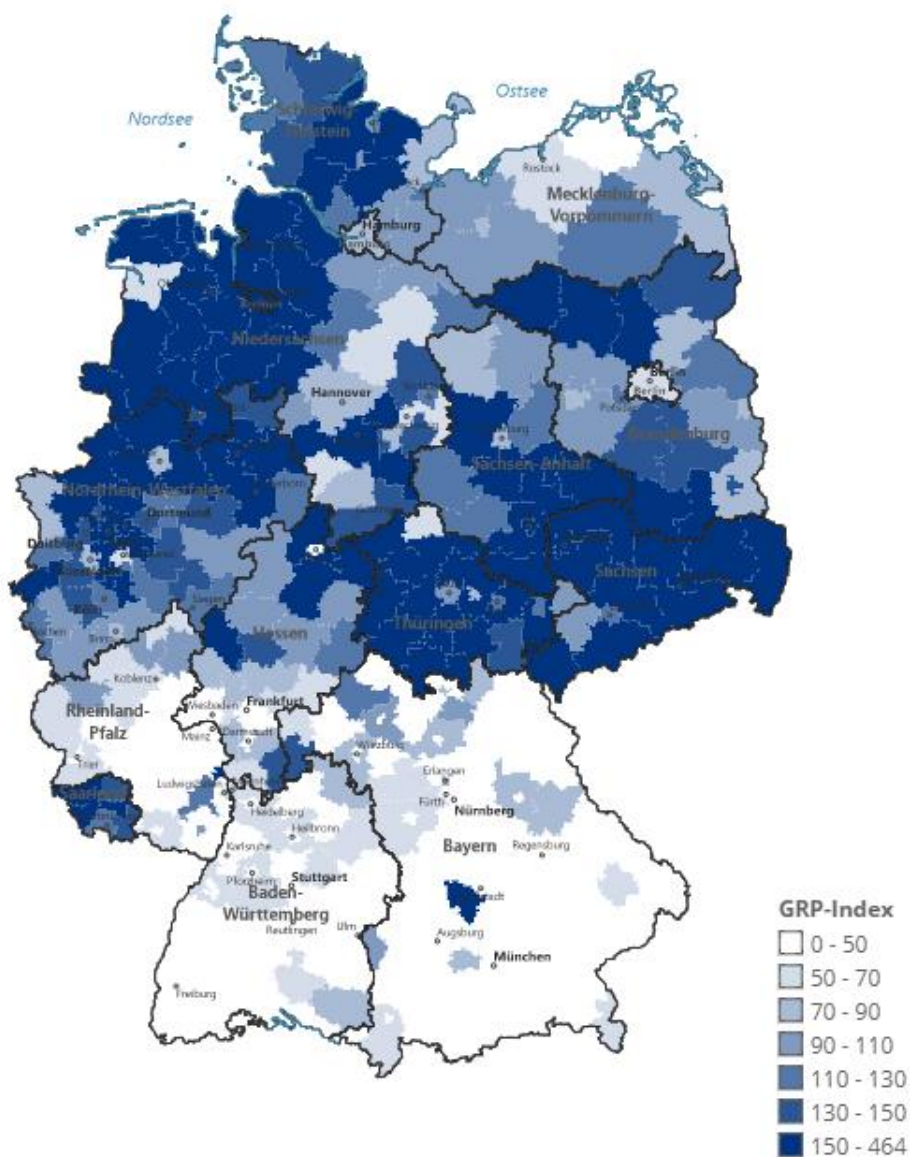 Ostsee
Nordsee
Rostock
Mecklenburg-
Vorpommern
Hamburg
Niedersachsen
Hannover
Berlin
Berlin
Brandenburg
Sachsen-Anhalt
Nordrhein-Westfalen
Dortmund
Duisburg
Sachsen
Köln
Siegen
Thüringen
Hessen
Koblenz
Rheinland-
Pfalz
Wiesbaden
Frankfurt
Mainz
Darmstadt
Würzburg
Trier
Erlangen
Ludwigshafen
Fürth
Nürnberg
Saarland
Heidelberg
Heilbronn
Bayern
Regensburg
Karlsruhe
Pforzheim
Stuttgart
Baden-
Württemberg
Reutlingen
Ulm
Augsburg
München
Freiburg
GRP-Index
0 - 50
50 - 70
70 - 90
90 - 110
110 - 130
130 - 150
150 - 464